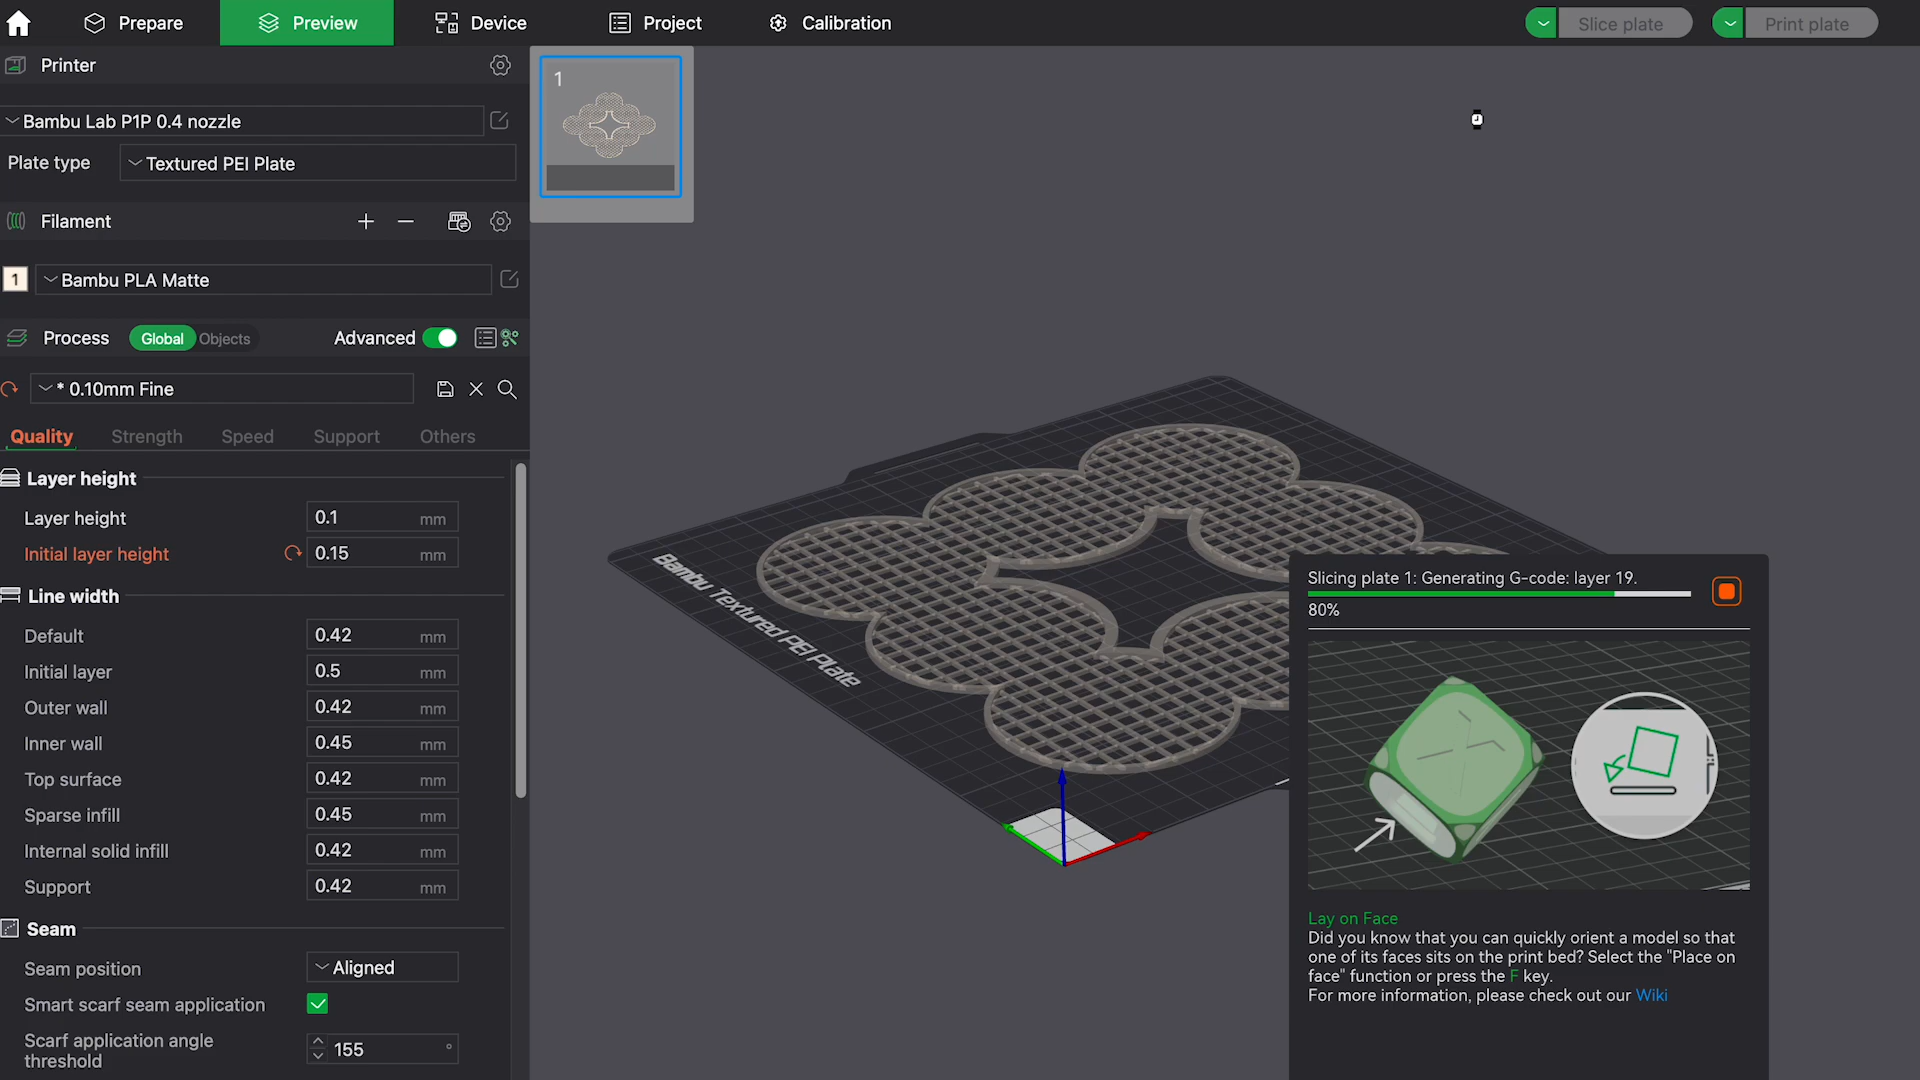 Prepare
Preview
Device
Project
Calibration
Slice plate
Print plate
Printer
Bambu Lab P1P 0.4 nozzle
Plate type
Textured PEI Plate
Filament
1
Bambu PLA Matte
Process
Global
Objects
Advanced
* 0.10mm Fine
Quality
Strength
Speed
Support
Others
Layer height
Layer height
0.1 mm
Initial layer height
0.15 mm
Line width
Default
0.42 mm
Initial layer
0.5 mm
Outer wall
0.42 mm
Inner wall
0.45 mm
Top surface
0.42 mm
Sparse infill
0.45 mm
Internal solid infill
0.42 mm
Support
0.42 mm
Seam
Seam position
Aligned
Smart scarf seam application
Scarf application angle
threshold
155 °
1
Bambu Textured PEI Plate
Slicing plate 1: Generating G-code: layer 19.
80%
Lay on Face
Did you know that you can quickly orient a model so that
one of its faces sits on the print bed? Select the "Place on
face" function or press the F key.
For more information, please check out our Wiki